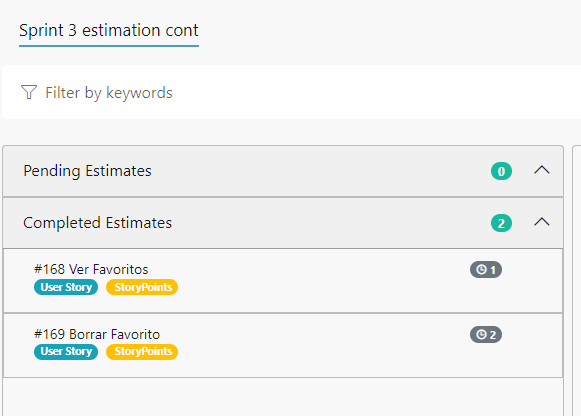 Sprint 3 estimation cont
Filter by keywords
Pending Estimates 0
Completed Estimates 2
#168 Ver Favoritos 1
User Story StoryPoints
#169 Borrar Favorito 2
User Story StoryPoints